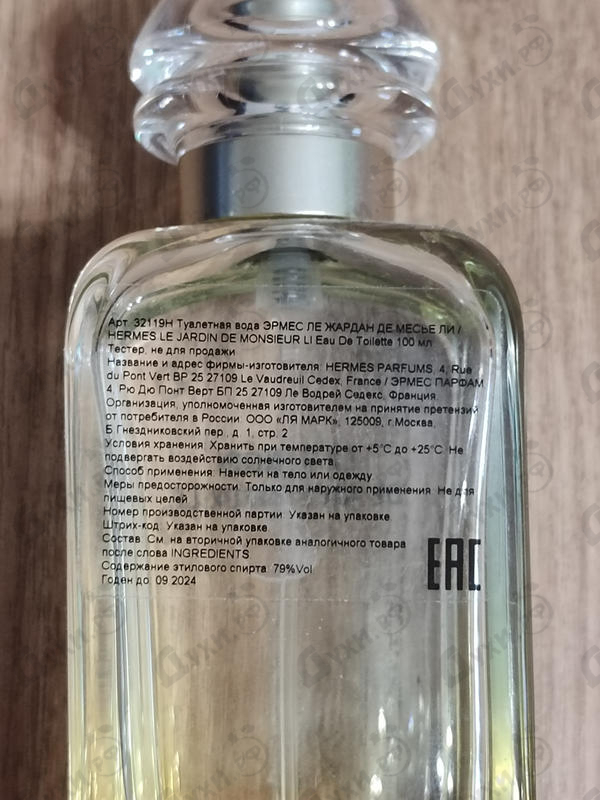 Арт. 32119H Туалетная вода ЭРМЕС ЛЕ ЖАРДАН ДЕ МЕСЬЕ ЛИ /
HERMES LE JARDIN DE MONSIEUR LI Eau De Toilette 100 мл
Тестер, не для продажи
Название и адрес фирмы-изготовителя: HERMES PARFUMS, 4, Rue
du Pont Vert BP 25 27109 Le Vaudreuil Cedex, France / ЭРМЕС ПАРФАМ
4, Рю Дю Понт Верт БП 25 27109 Ле Водрей Седекс, Франция.
Организация, уполномоченная изготовителем на принятие претензий
от потребителя в России: ООО «ЛЯ МАРК», 125009, г.Москва,
Б.Гнездниковский пер., д. 1, стр. 2
Условия хранения: Хранить при температуре от +5°С до +25°С. Не
подвергать воздействию солнечного света.
Способ применения: Нанести на тело или одежду.
Меры предосторожности: Только для наружного применения. Не для
пищевых целей.
Номер производственной партии: Указан на упаковке
Штрих-код: Указан на упаковке.
Состав: См. на вторичной упаковке аналогичного товара
после слова INGREDIENTS
Содержание этилового спирта: 79%Vol
Годен до: 09.2024
EAC
Духи.рф